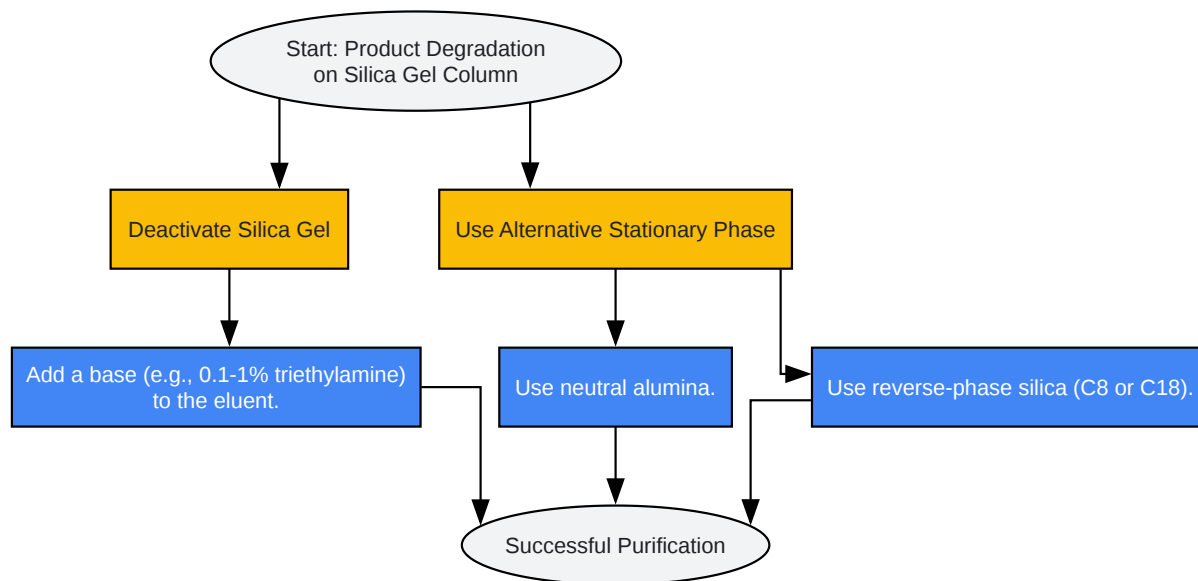 Start: Product Degradation
on Silica Gel Column
Deactivate Silica Gel
Use Alternative Stationary Phase
Add a base (e.g., 0.1-1% triethylamine)
to the eluent.
Use neutral alumina.
Use reverse-phase silica (C8 or C18).
Successful Purification